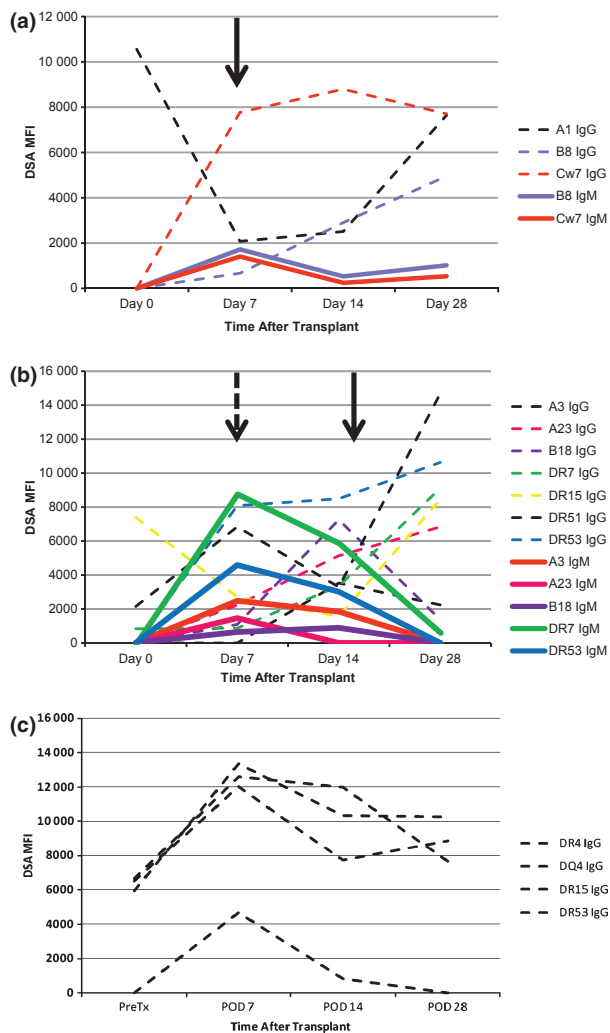 (a)
12 000
10 000
8000
6000
4000
2000
0
DSA MFI
Day 0 Day 7 Day 14 Day 28
Time After Transplant
A1 IgG
B8 IgG
Cw7 IgG
B8 IgM
Cw7 IgM
(b)
16 000
14 000
12 000
10 000
8000
6000
4000
2000
0
DSA MFI
Day 0 Day 7 Day 14 Day 28
Time After Transplant
A3 IgG
A23 IgG
B18 IgG
DR7 IgG
DR15 IgG
DR51 IgG
DR53 IgG
A3 IgM
A23 IgM
B18 IgM
DR7 IgM
DR53 IgM
(c)
16 000
14 000
12 000
10 000
8000
6000
4000
2000
0
DSA MFI
PreTx POD 7 POD 14 POD 28
Time After Transplant
DR4 IgG
DQ4 IgG
DR15 IgG
DR53 IgG